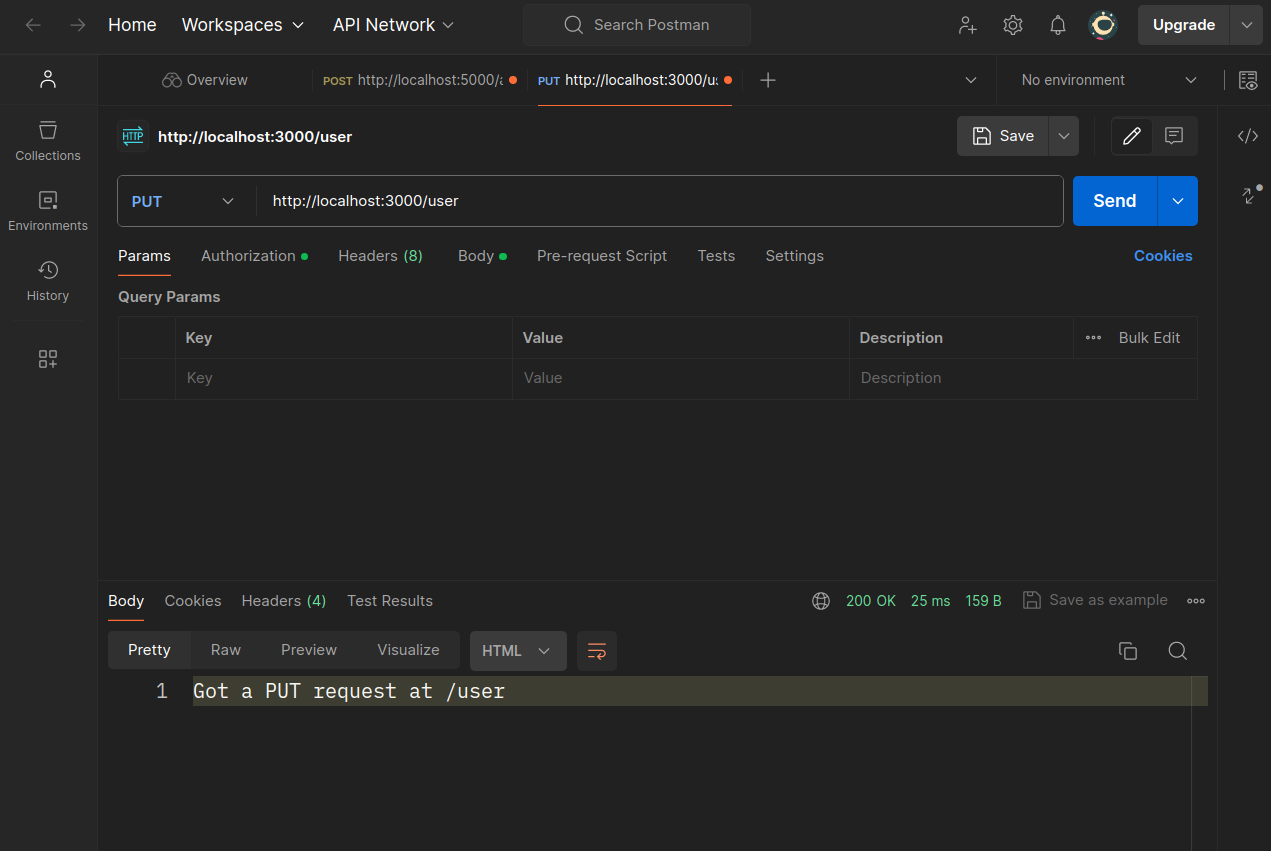 Home Workspaces API Network Search Postman Upgrade
Overview POST http://localhost:5000/a PUT http://localhost:3000/us No environment
HTTP http://localhost:3000/user Save
Collections
Environments
History
PUT http://localhost:3000/user Send
Params Authorization Headers (8) Body Pre-request Script Tests Settings Cookies
Query Params
Key Value Description Bulk Edit
Key Value Description
Body Cookies Headers (4) Test Results 200 OK 25 ms 159 B Save as example
Pretty Raw Preview Visualize HTML
1 Got a PUT request at /user